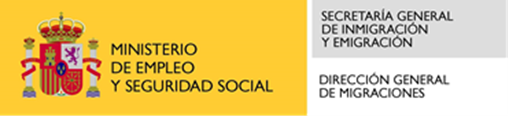 MINISTERIO
DE EMPLEO
Y SEGURIDAD SOCIAL
SECRETARÍA GENERAL
DE INMIGRACIÓN
Y EMIGRACIÓN
DIRECCIÓN GENERAL
DE MIGRACIONES